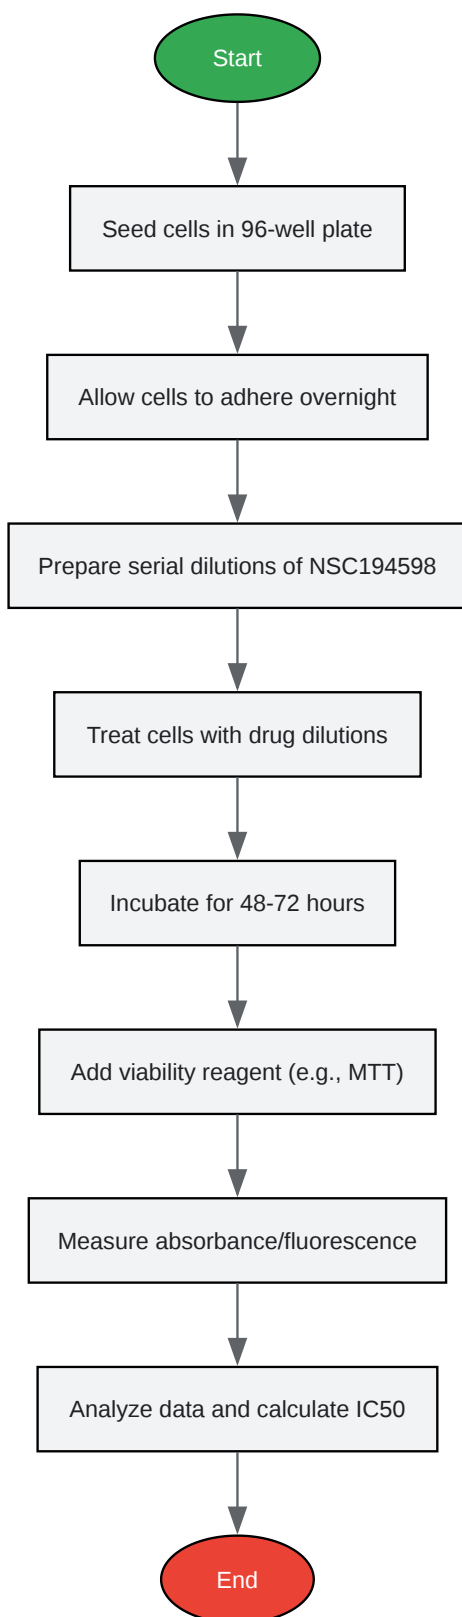 Start
Seed cells in 96-well plate
Allow cells to adhere overnight
Prepare serial dilutions of NSC194598
Treat cells with drug dilutions
Incubate for 48-72 hours
Add viability reagent (e.g., MTT)
Measure absorbance/fluorescence
Analyze data and calculate IC50
End